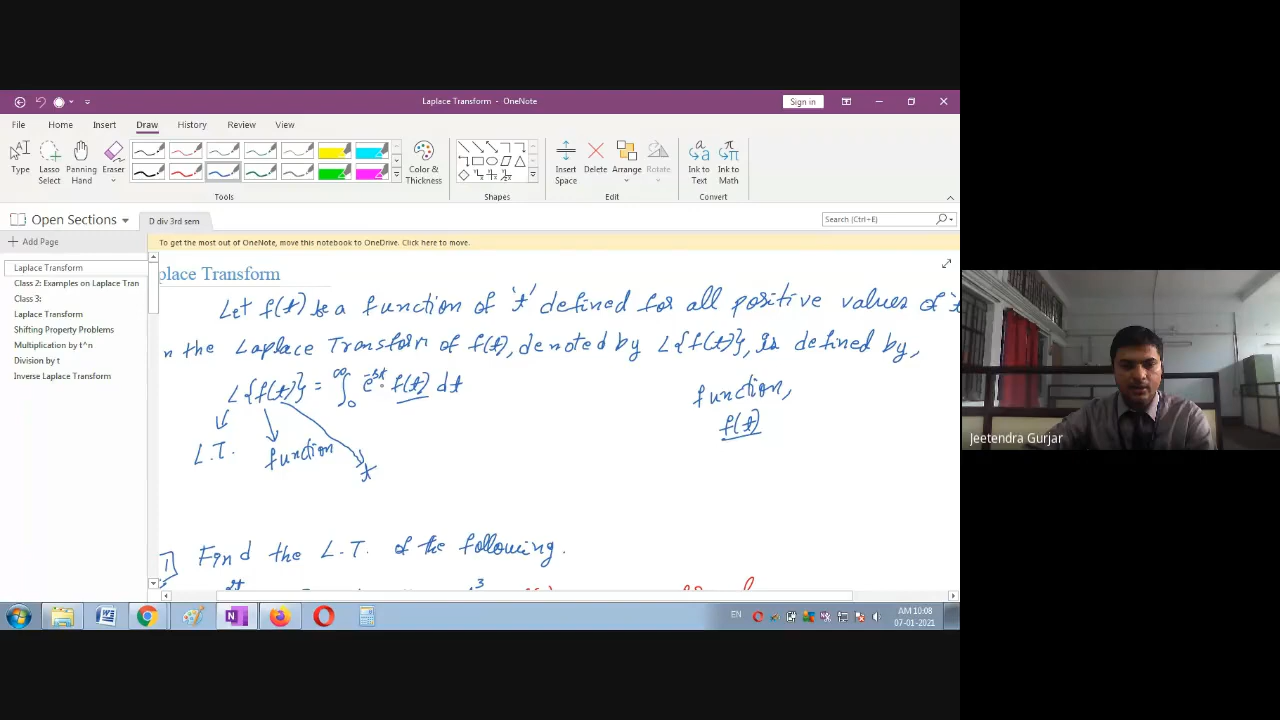 Laplace Transform - OneNote
Sign in
File Home Insert Draw History Review View
Type
Lasso Select
Panning Hand
Eraser
Color & Thickness
Insert Space
Delete
Arrange
Rotate
Ink to Text
Ink to Math
Tools
Shapes
Edit
Convert
Open Sections
D div 3rd sem
Search (Ctrl+E)
Add Page
To get the most out of OneNote, move this notebook to OneDrive. Click here to move.
Laplace Transform
Class 2: Examples on Laplace Tran
Class 3:
Laplace Transform
Shifting Property Problems
Multiplication by t^n
Division by t
Inverse Laplace Transform
place Transform
Let f(t) be a function of 't' defined for all positive values of 't
n the Laplace Transform of f(t), denoted by L{f(t)}, is defined by,
L{f(t)} = ∫₀^∞ e^-st . f(t) dt
function,
f(t)
L.T.
function
t
1] Find the L.T. of the following.
Jeetendra Gurjar
EN
AM 10:08
07-01-2021